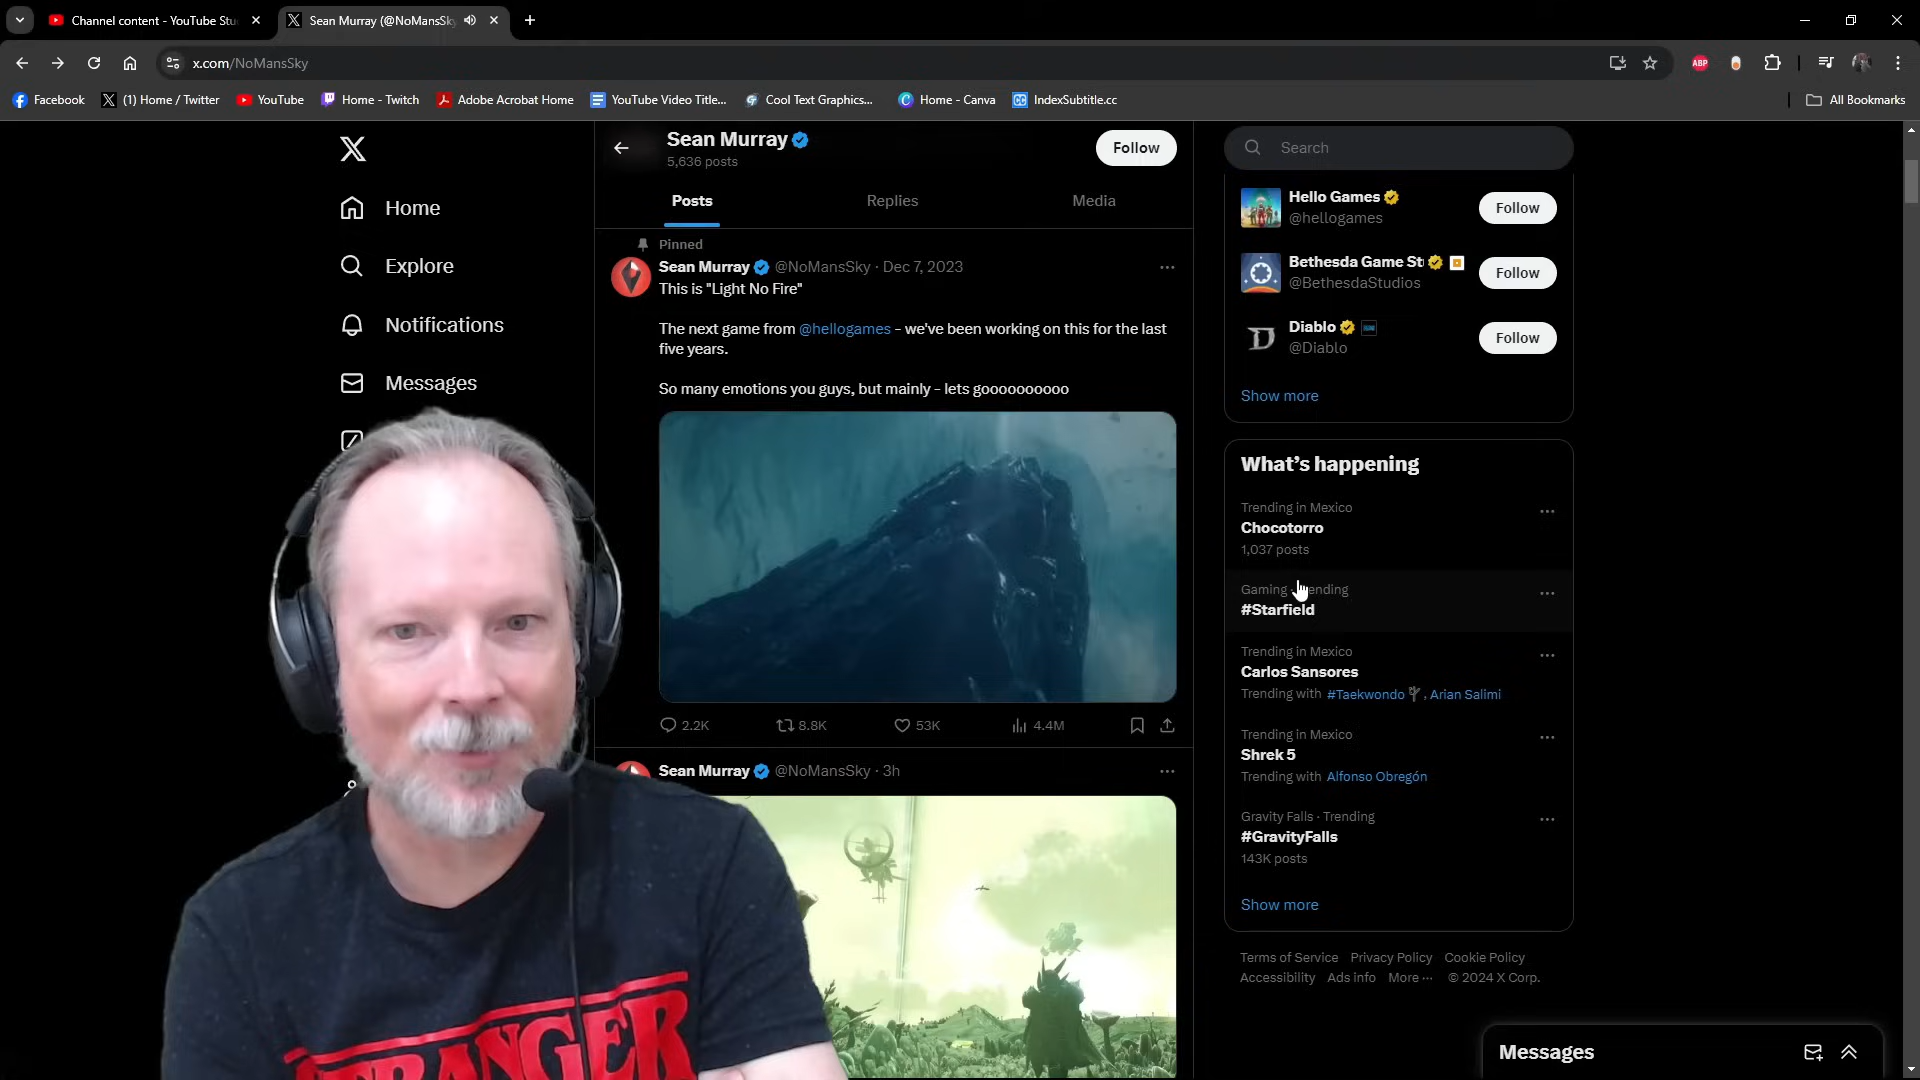 Channel content - YouTube Stu
Sean Murray (@NoMansSky
x.com/NoMansSky
ABP
Facebook
(1) Home / Twitter
YouTube
Home - Twitch
Adobe Acrobat Home
YouTube Video Title...
Cool Text Graphics...
Home - Canva
IndexSubtitle.cc
All Bookmarks
Home
Explore
Notifications
Messages
Sean Murray
5,636 posts
Follow
Posts
Replies
Media
Pinned
Sean Murray @NoMansSky · Dec 7, 2023
This is "Light No Fire"
The next game from @hellogames - we've been working on this for the last
five years.
So many emotions you guys, but mainly - lets goooooooooo
2.2K
8.8K
53K
4.4M
Sean Murray @NoMansSky · 3h
STRANGER
Search
Hello Games
@hellogames
Follow
Bethesda Game St
@BethesdaStudios
Follow
Diablo
@Diablo
Follow
Show more
What's happening
Trending in Mexico
Chocotorro
1,037 posts
Gaming · ending
#Starfield
Trending in Mexico
Carlos Sansores
Trending with #Taekwondo , Arian Salimi
Trending in Mexico
Shrek 5
Trending with Alfonso Obregón
Gravity Falls · Trending
#GravityFalls
143K posts
Show more
Terms of Service Privacy Policy Cookie Policy
Accessibility Ads info More ··· © 2024 X Corp.
Messages